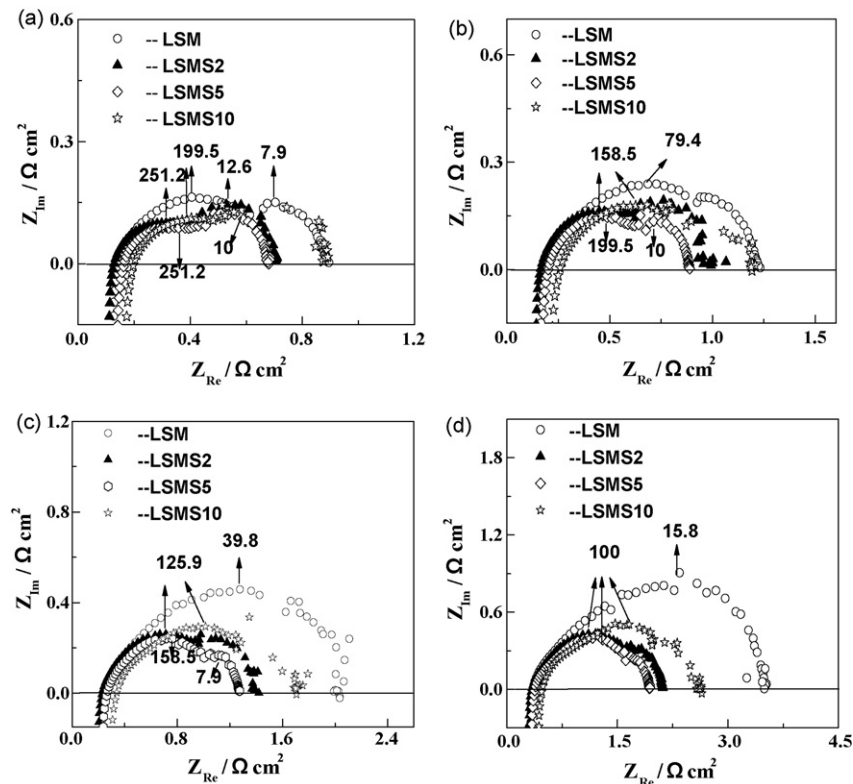 (a)
0.6
-- LSM
-- LSMS2
-- LSMS5
-- LSMS10
Z_Im / Ω cm²
0.3
0.0
199.5
251.2
12.6
7.9
10
251.2
0.0 0.4 0.8 1.2
Z_Re / Ω cm²
(b)
0.6
--LSM
--LSMS2
--LSMS5
--LSMS10
Z_Im / Ω cm²
0.3
0.0
79.4
158.5
199.5
10
0.0 0.5 1.0 1.5
Z_Re / Ω cm²
(c)
1.2
--LSM
--LSMS2
--LSMS5
--LSMS10
Z_Im / Ω cm²
0.8
0.4
0.0
39.8
125.9
158.5
7.9
0.0 0.8 1.6 2.4
Z_Re / Ω cm²
(d)
1.8
--LSM
--LSMS2
--LSMS5
--LSMS10
Z_Im / Ω cm²
1.2
0.6
0.0
15.8
100
0.0 1.5 3.0 4.5
Z_Re / Ω cm²